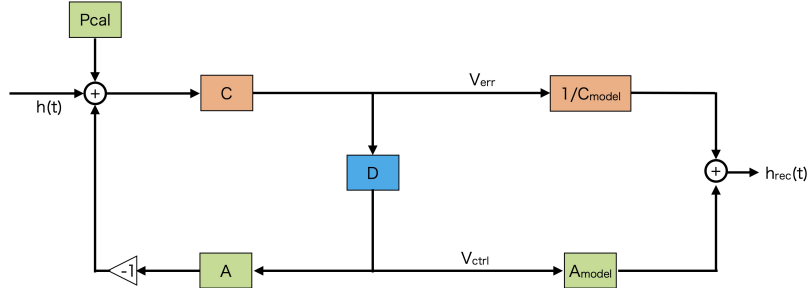 Pcal
+
h(t)
C
Verr
1/Cmodel
D
+
hrec(t)
-1
A
Vctrl
Amodel